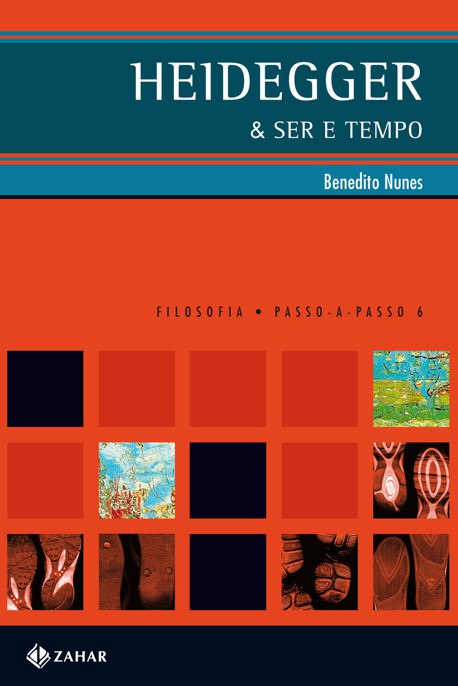 HEIDEGGER
& SER E TEMPO
Benedito Nunes
FILOSOFIA • PASSO-A-PASSO 6
ZAHAR